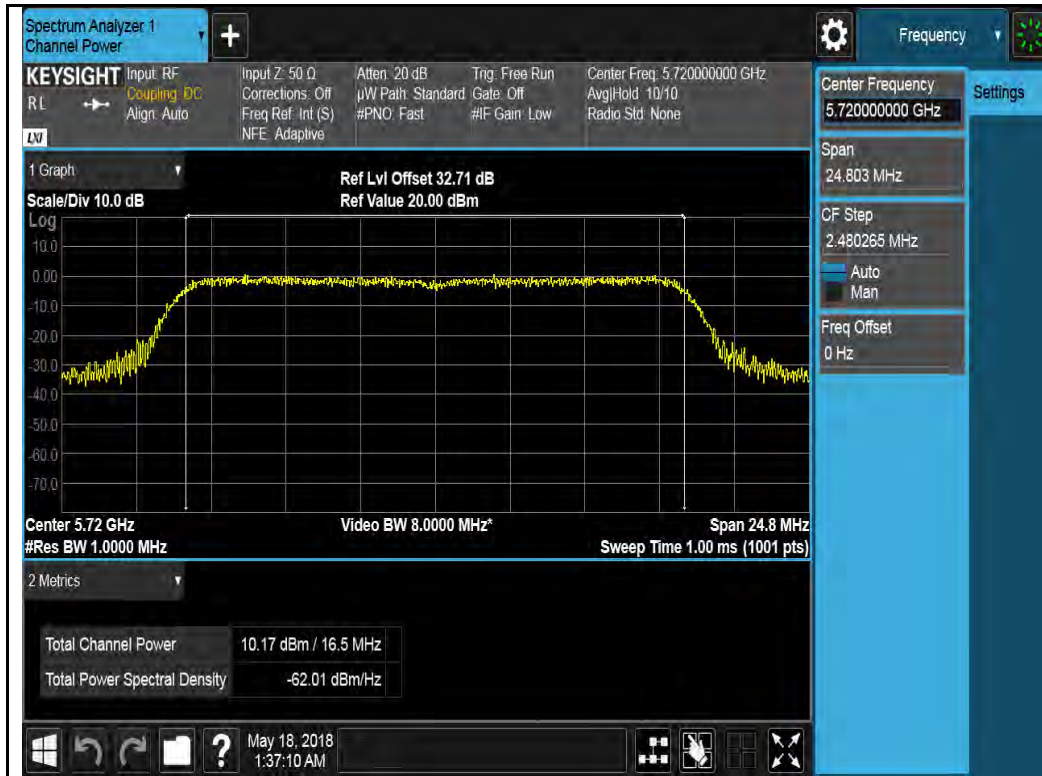 Spectrum Analyzer 1
Channel Power
+
Frequency
KEYSIGHT
RL
LXI
Input: RF
Coupling: DC
Align: Auto
Input Z: 50 Ω
Corrections: Off
Freq Ref: Int (S)
NFE: Adaptive
Atten: 20 dB
µW Path: Standard
#PNO: Fast
Trig: Free Run
Gate: Off
#IF Gain: Low
Center Freq: 5.720000000 GHz
Avg|Hold: 10/10
Radio Std: None
Center Frequency
5.720000000 GHz
Settings
Span
24.803 MHz
CF Step
2.480265 MHz
Auto
Man
Freq Offset
0 Hz
1 Graph
Scale/Div 10.0 dB
Ref Lvl Offset 32.71 dB
Ref Value 20.00 dBm
Log
10.0
0.00
-10.0
-20.0
-30.0
-40.0
-50.0
-60.0
-70.0
Center 5.72 GHz
#Res BW 1.0000 MHz
Video BW 8.0000 MHz*
Span 24.8 MHz
Sweep Time 1.00 ms (1001 pts)
2 Metrics
Total Channel Power 10.17 dBm / 16.5 MHz
Total Power Spectral Density -62.01 dBm/Hz
?
May 18, 2018
1:37:10 AM